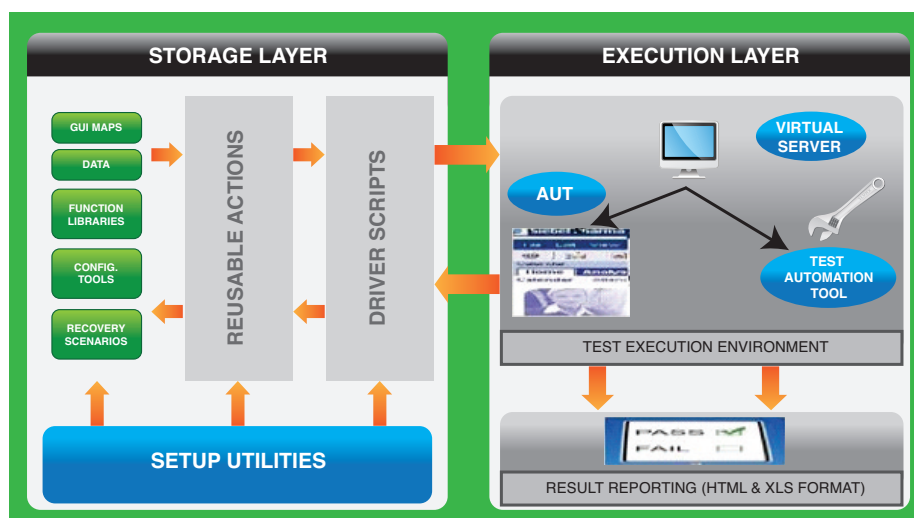 STORAGE LAYER
GUI MAPS
DATA
FUNCTION
LIBRARIES
CONFIG.
TOOLS
RECOVERY
SCENARIOS
REUSABLE ACTIONS
DRIVER SCRIPTS
SETUP UTILITIES
EXECUTION LAYER
VIRTUAL
SERVER
AUT
Home
Calendar
TEST
AUTOMATION
TOOL
TEST EXECUTION ENVIRONMENT
PASS
FAIL
RESULT REPORTING (HTML & XLS FORMAT)